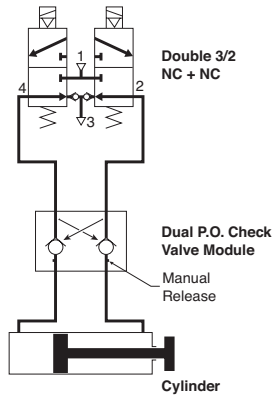 Double 3/2
NC + NC
1
4
2
3
Dual P.O. Check
Valve Module
Manual
Release
Cylinder